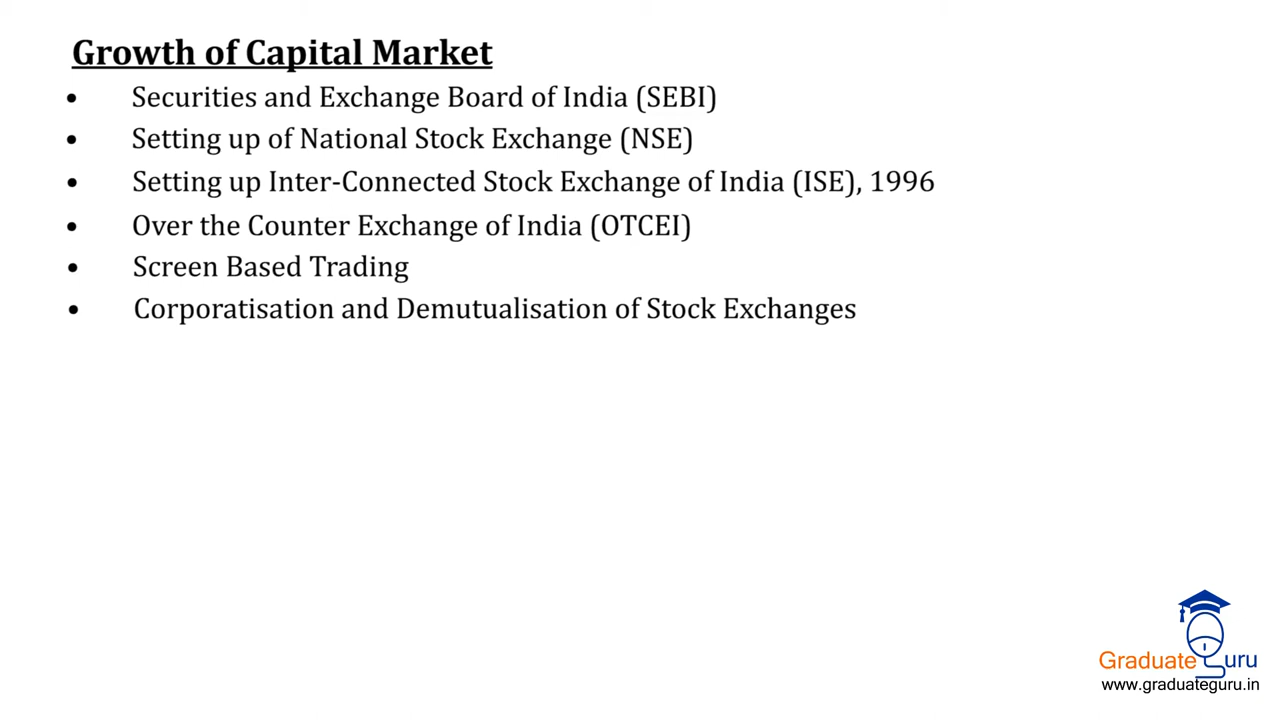 Growth of Capital Market
• Securities and Exchange Board of India (SEBI)
• Setting up of National Stock Exchange (NSE)
• Setting up Inter-Connected Stock Exchange of India (ISE), 1996
• Over the Counter Exchange of India (OTCEI)
• Screen Based Trading
• Corporatisation and Demutualisation of Stock Exchanges
Graduate Guru
www.graduateguru.in